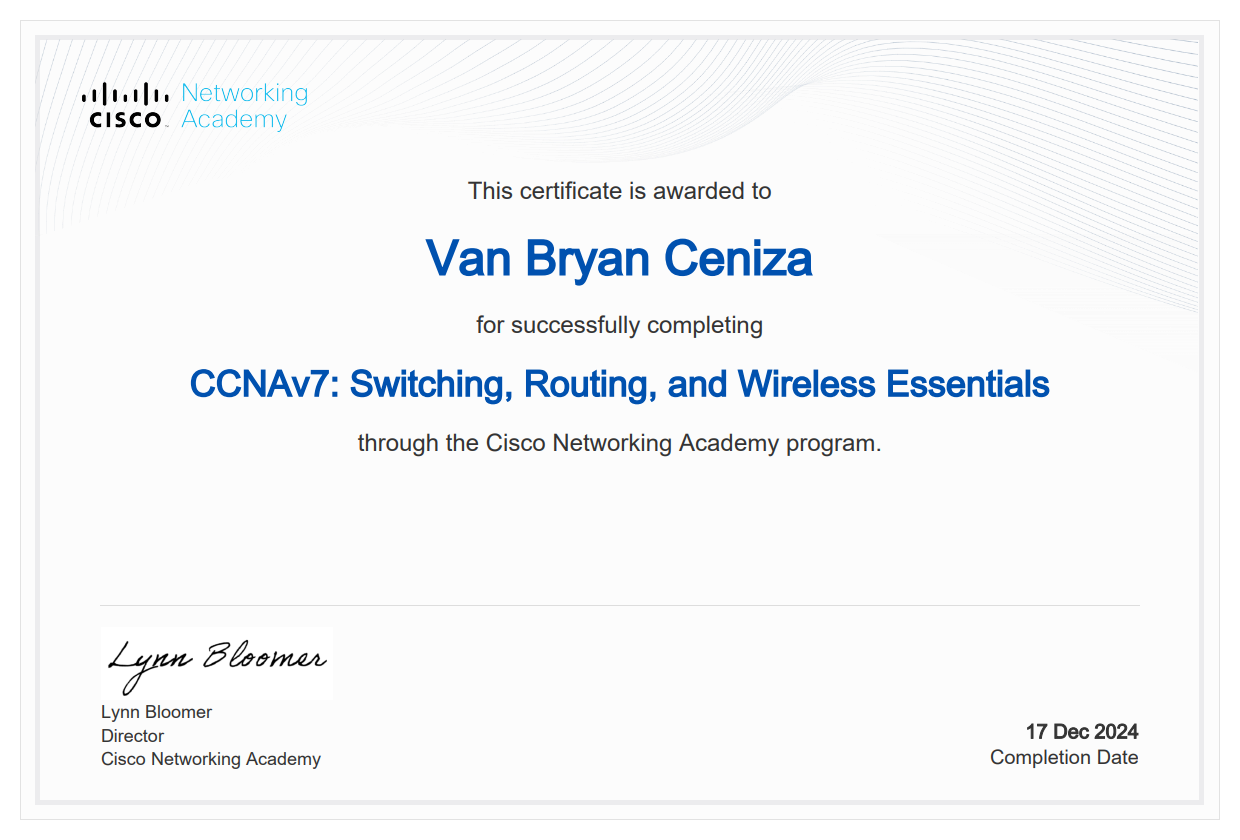 Networking
CISCO Academy
This certificate is awarded to
Van Bryan Ceniza
for successfully completing
CCNAv7: Switching, Routing, and Wireless Essentials
through the Cisco Networking Academy program.
Lynn Bloomer
Lynn Bloomer
Director
Cisco Networking Academy
17 Dec 2024
Completion Date